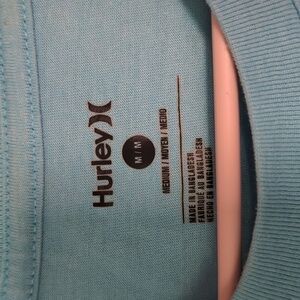 Hurley
M / M
MEDIUM / MOYEN / MEDIO
MADE IN BANGLADESH
FABRIQUÉ AU BANGLADESH
HECHO EN BANGLADESH